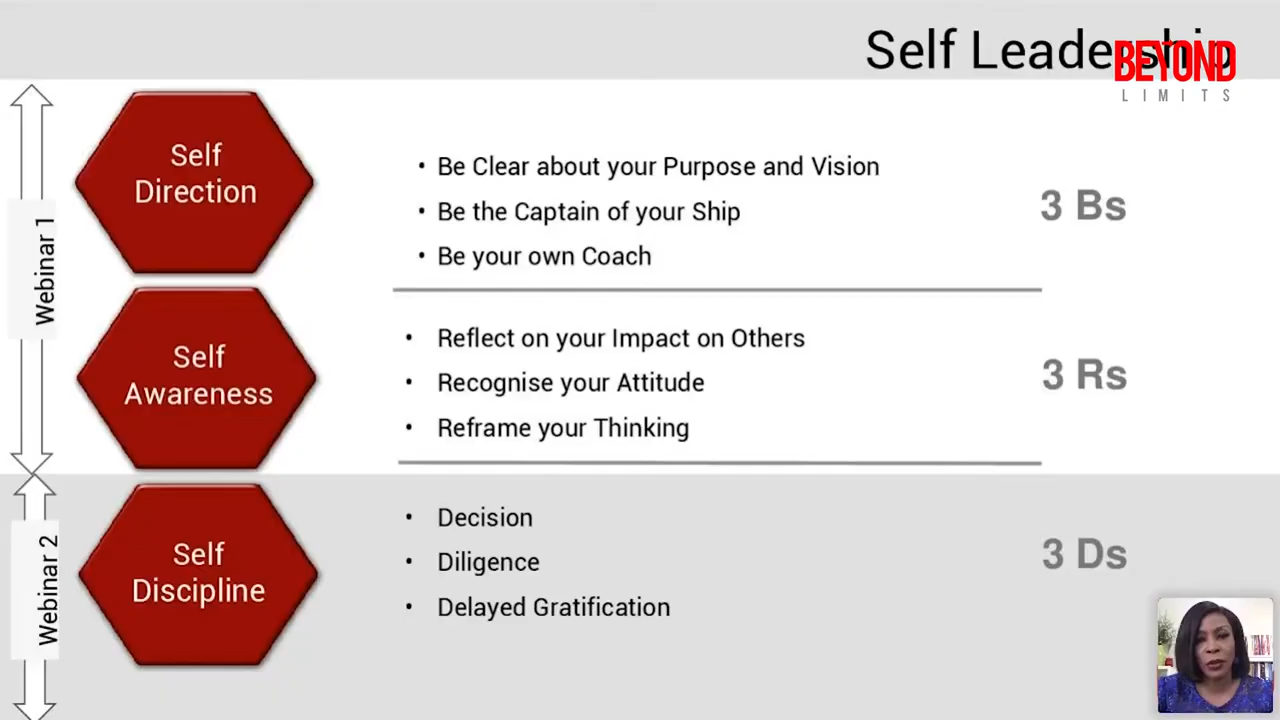 Self Leadership
BEYOND
LIMITS
Webinar 1
Self
Direction
• Be Clear about your Purpose and Vision
• Be the Captain of your Ship
• Be your own Coach
3 Bs
Self
Awareness
• Reflect on your Impact on Others
• Recognise your Attitude
• Reframe your Thinking
3 Rs
Webinar 2
Self
Discipline
• Decision
• Diligence
• Delayed Gratification
3 Ds